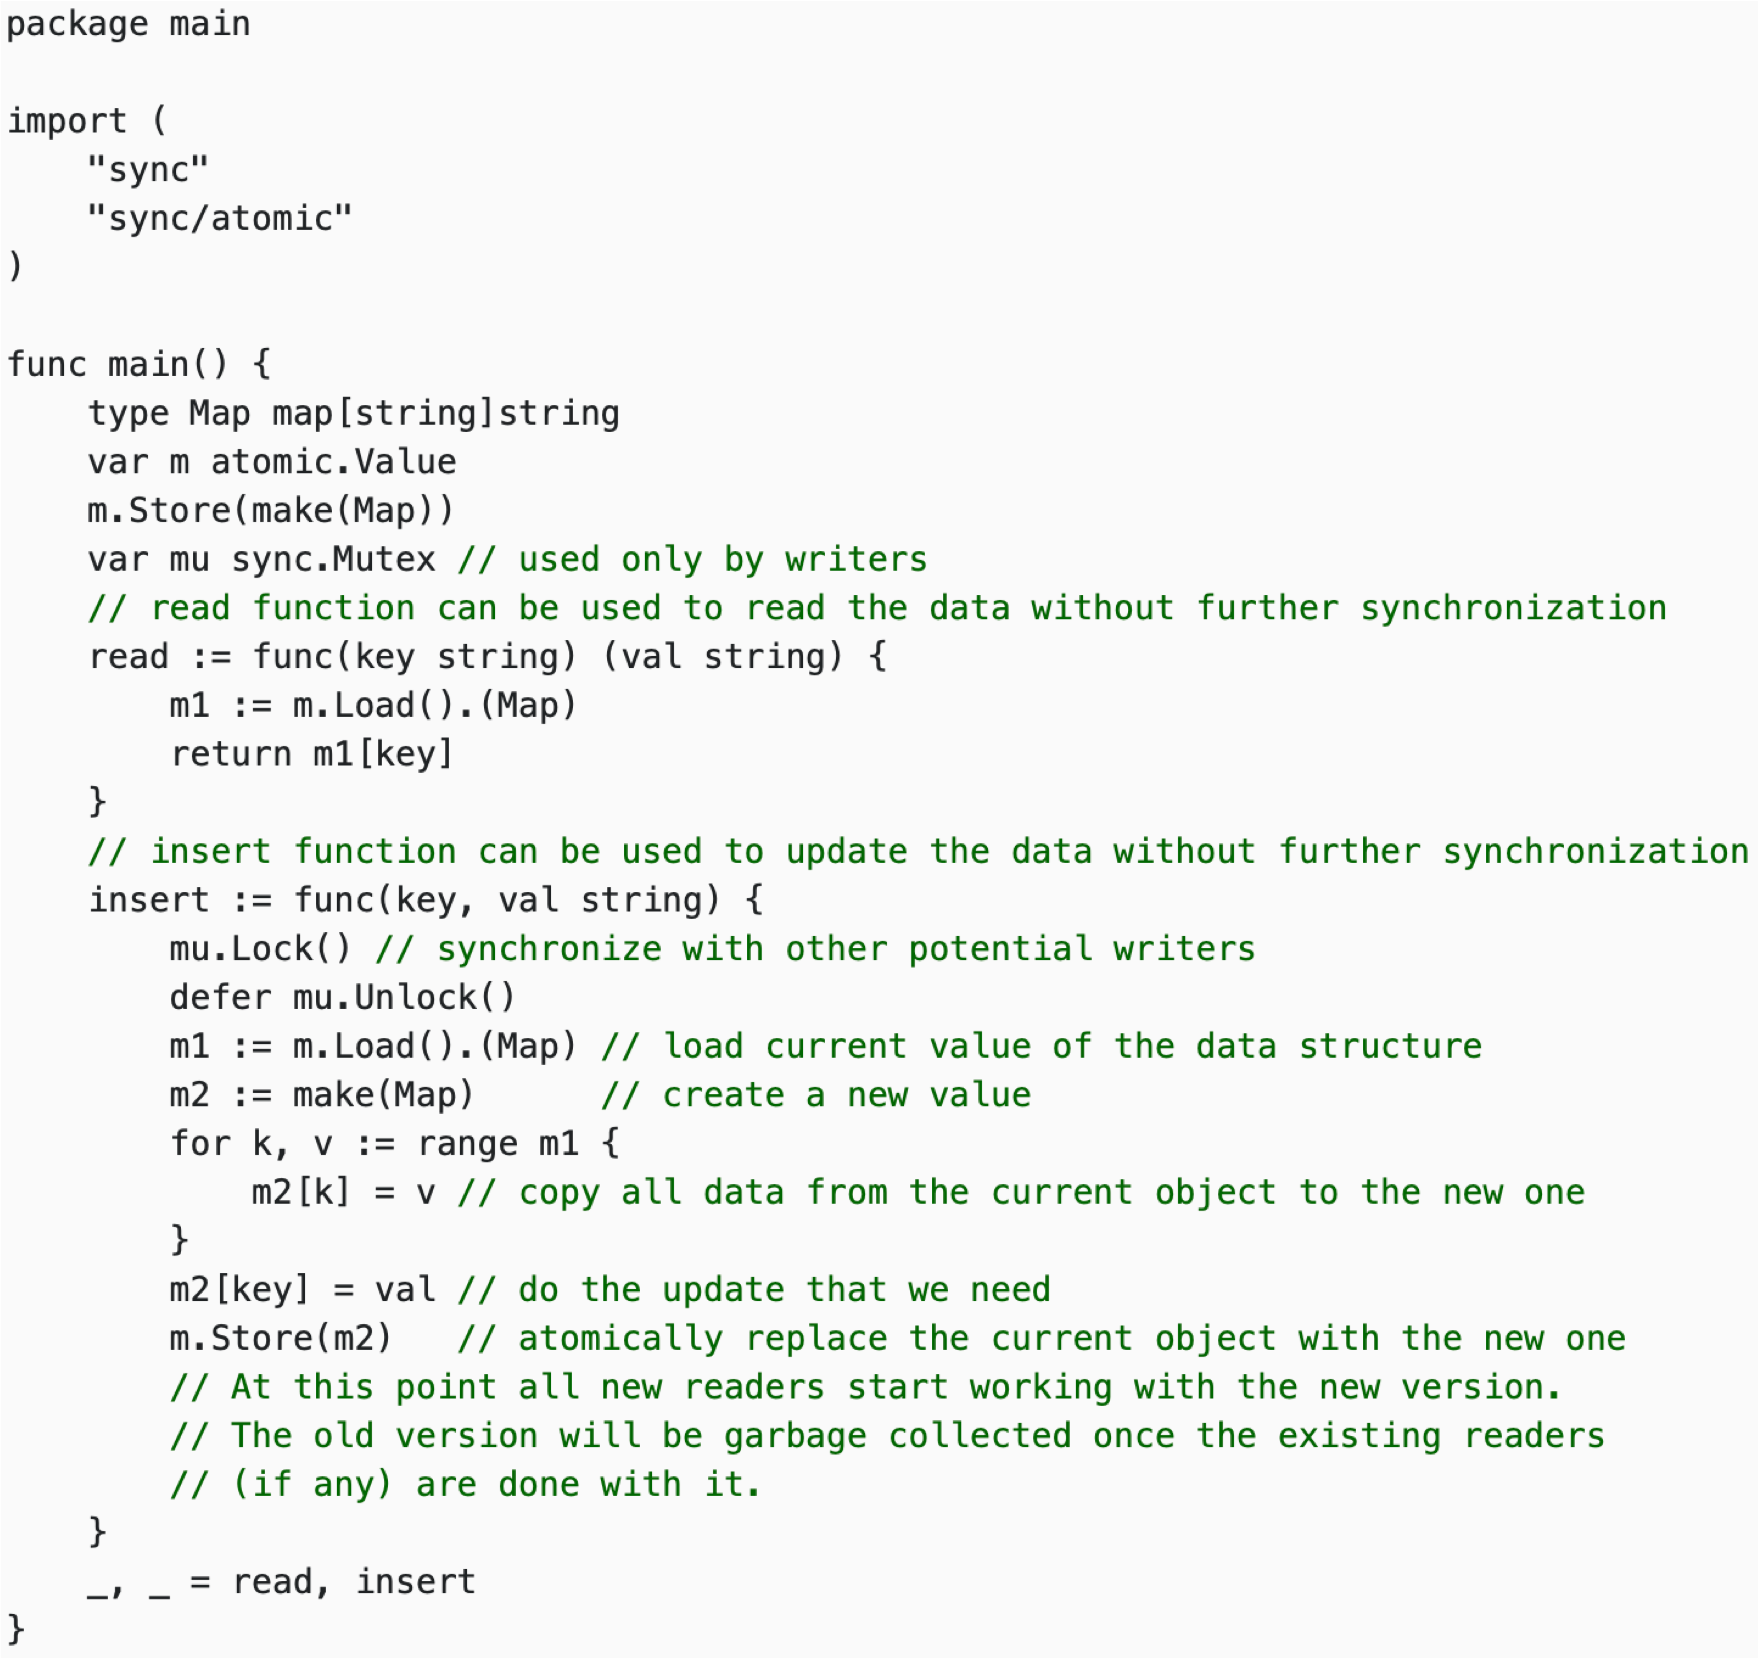 package main

import (
    "sync"
    "sync/atomic"
)

func main() {
    type Map map[string]string
    var m atomic.Value
    m.Store(make(Map))
    var mu sync.Mutex // used only by writers
    // read function can be used to read the data without further synchronization
    read := func(key string) (val string) {
        m1 := m.Load().(Map)
        return m1[key]
    }
    // insert function can be used to update the data without further synchronization
    insert := func(key, val string) {
        mu.Lock() // synchronize with other potential writers
        defer mu.Unlock()
        m1 := m.Load().(Map) // load current value of the data structure
        m2 := make(Map)      // create a new value
        for k, v := range m1 {
            m2[k] = v // copy all data from the current object to the new one
        }
        m2[key] = val // do the update that we need
        m.Store(m2)   // atomically replace the current object with the new one
        // At this point all new readers start working with the new version.
        // The old version will be garbage collected once the existing readers
        // (if any) are done with it.
    }
    _, _ = read, insert
}